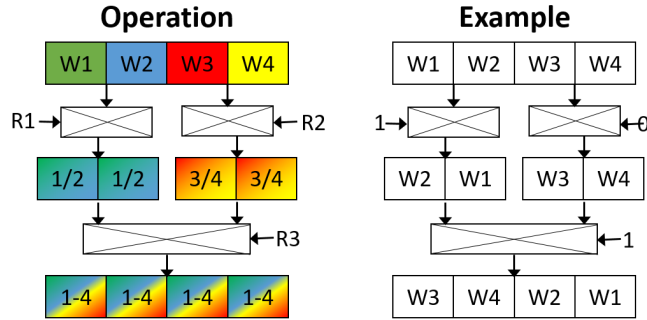 Operation
W1 W2 W3 W4
R1
R2
1/2 1/2 3/4 3/4
R3
1-4 1-4 1-4 1-4
Example
W1 W2 W3 W4
1
0
W2 W1 W3 W4
1
W3 W4 W2 W1